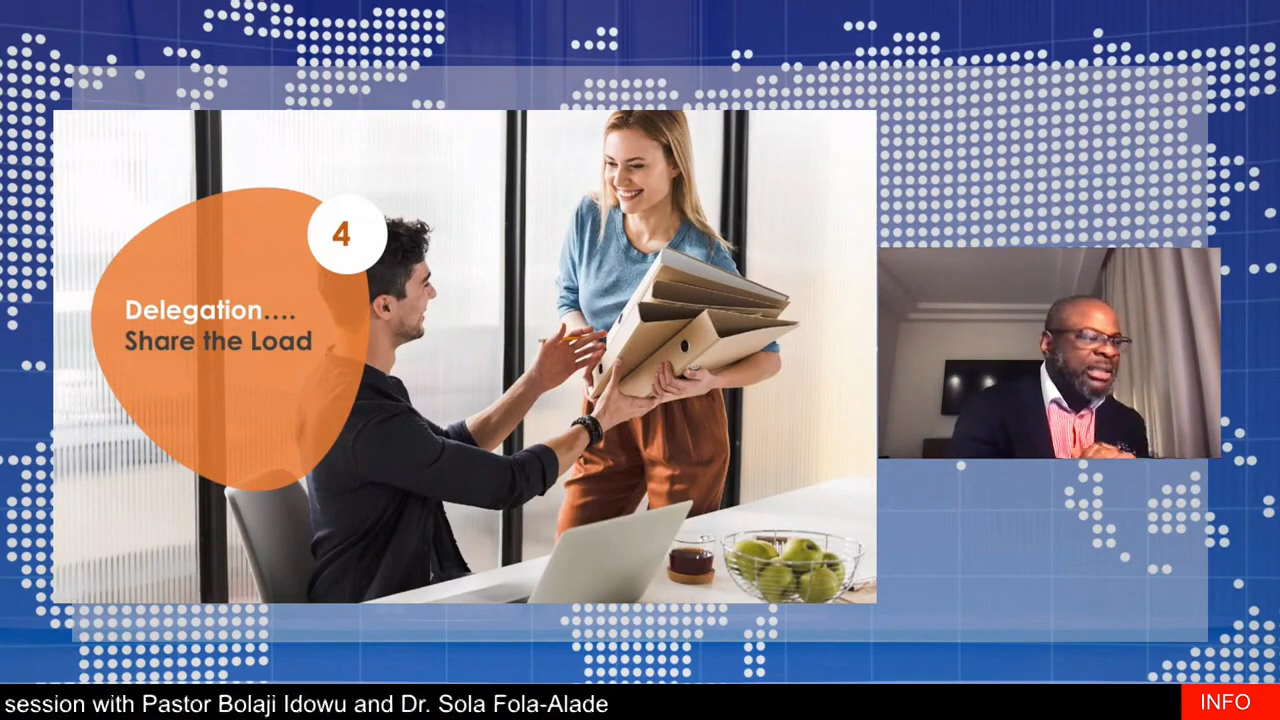 4
Delegation....
Share the Load
session with Pastor Bolaji Idowu and Dr. Sola Fola-Alade
INFO